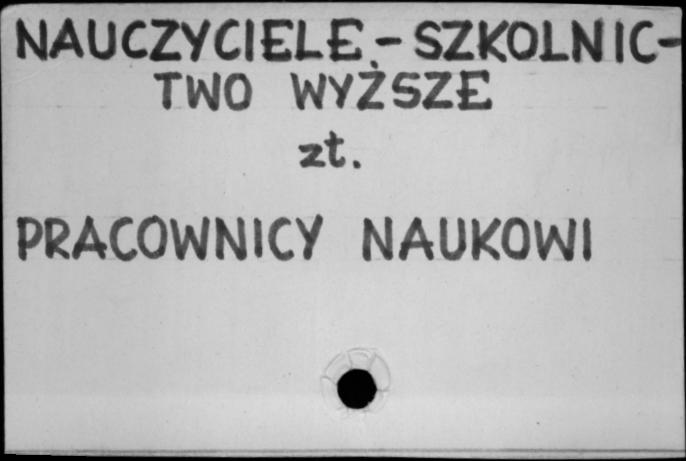 NAUCZYCIELE - SZKOLNIC-
TWO WYŻSZE
zt.
PRACOWNICY NAUKOWI